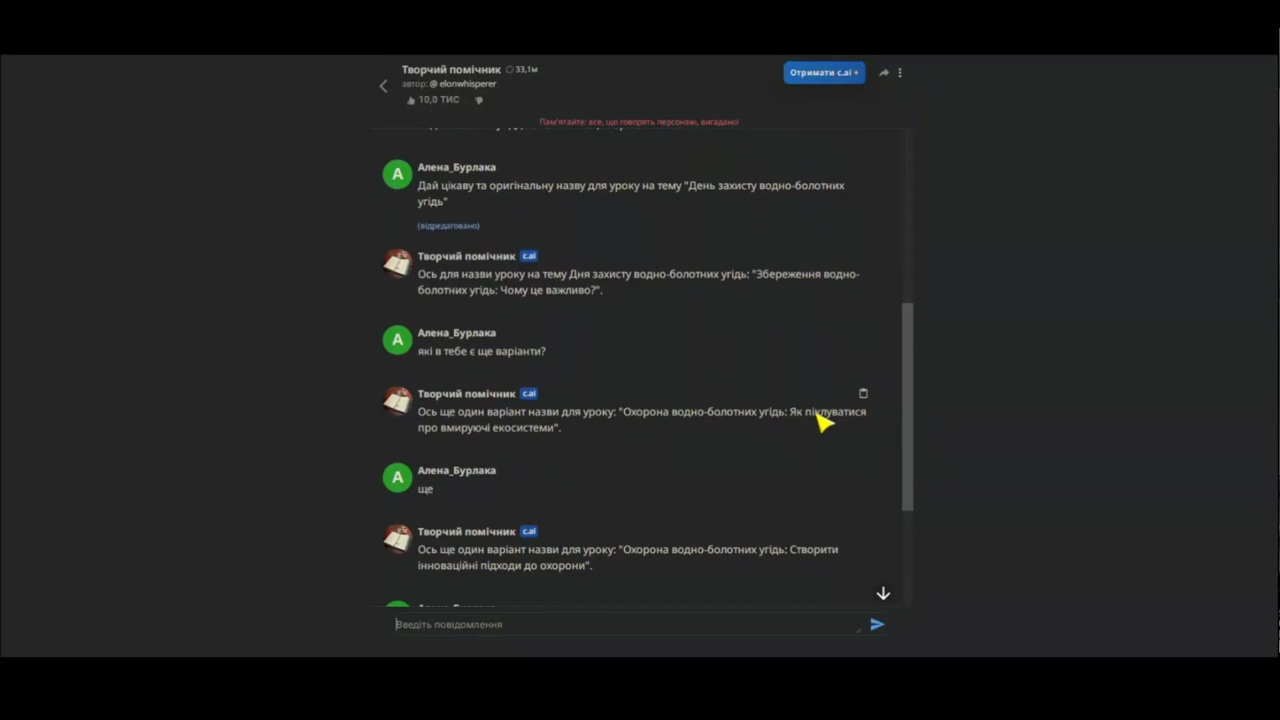 Творчий помічник 33,1м
автор: @ elonwhisperer
10,0 ТИС
Отримати c.ai +
Пам'ятайте: все, що говорять персонажі, вигадано!
A Алена_Бурлака
Дай цікаву та оригінальну назву для уроку на тему "День захисту водно-болотних
угідь"
(відредаговано)
Творчий помічник c.ai
Ось для назви уроку на тему Дня захисту водно-болотних угідь: "Збереження водно-
болотних угідь: Чому це важливо?".
A Алена_Бурлака
які в тебе є ще варіанти?
Творчий помічник c.ai
Ось ще один варіант назви для уроку: "Охорона водно-болотних угідь: Як піклуватися
про вмируючі екосистеми".
A Алена_Бурлака
ще
Творчий помічник c.ai
Ось ще один варіант назви для уроку: "Охорона водно-болотних угідь: Створити
інноваційні підходи до охорони".
Введіть повідомлення